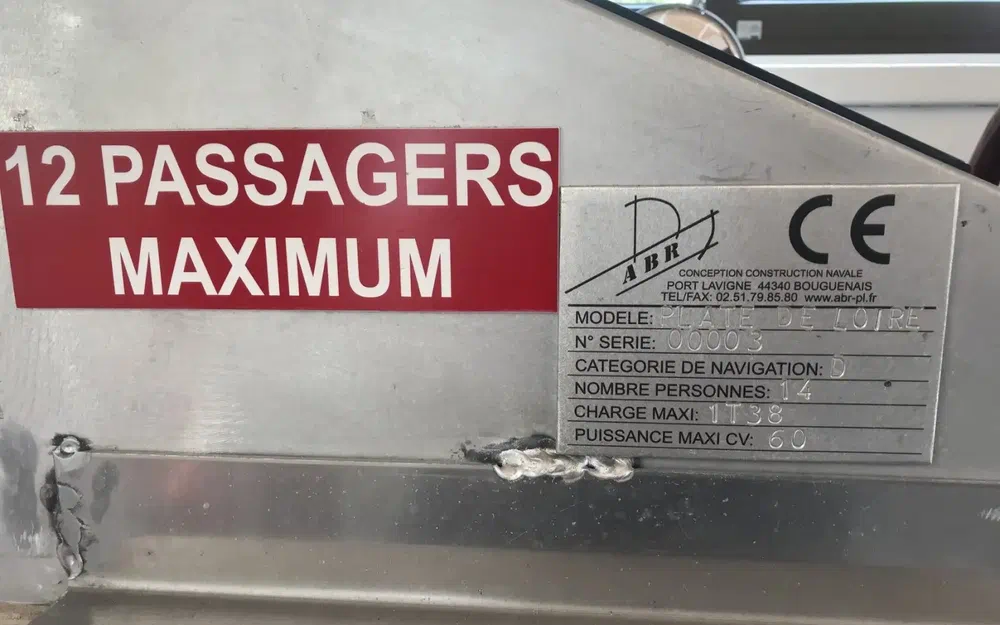 12 PASSAGERS
MAXIMUM
ABR
CE
CONCEPTION CONSTRUCTION NAVALE
PORT LAVIGNE 44340 BOUGUENAIS
TEL/FAX: 02.51.79.85.80 www.abr-pl.fr
MODELE: PLATE DE LOIRE
N° SERIE: 00003
CATEGORIE DE NAVIGATION: D
NOMBRE PERSONNES: 14
CHARGE MAXI: 1T38
PUISSANCE MAXI CV: 60